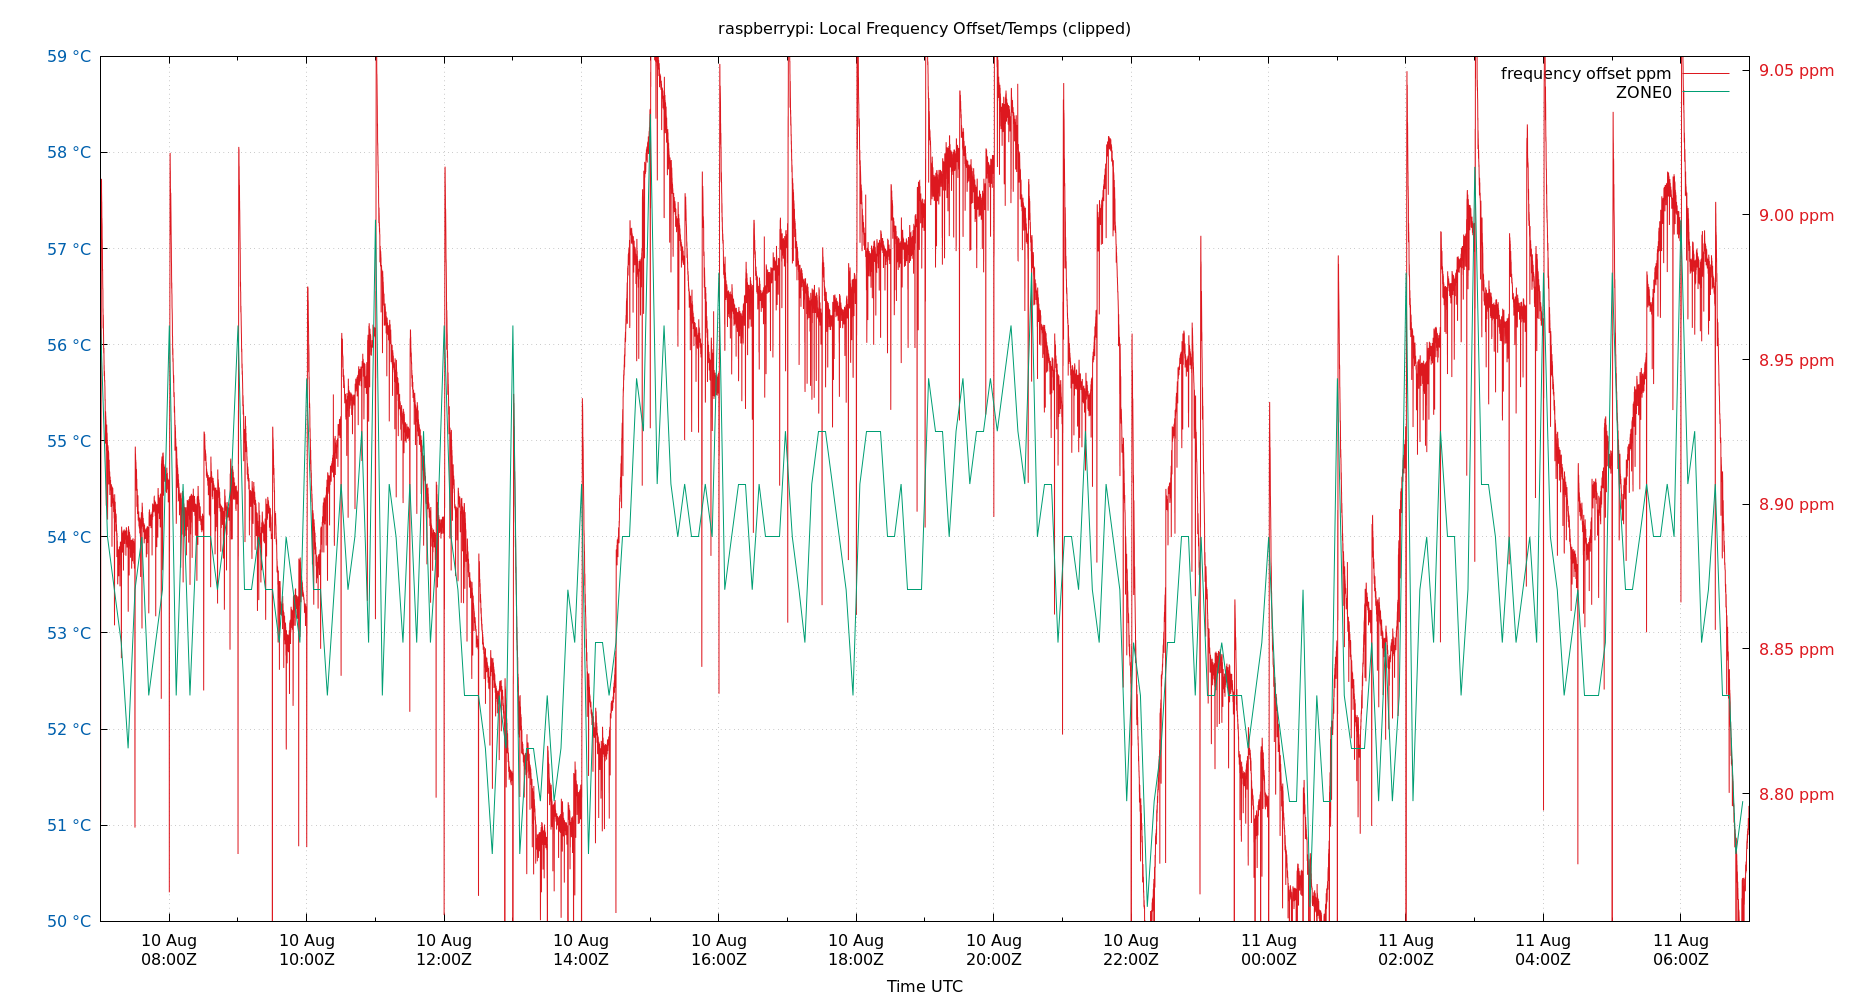 raspberrypi: Local Frequency Offset/Temps (clipped)
59 °C
58 °C
57 °C
56 °C
55 °C
54 °C
53 °C
52 °C
51 °C
50 °C
frequency offset ppm
ZONE0
9.05 ppm
9.00 ppm
8.95 ppm
8.90 ppm
8.85 ppm
8.80 ppm
10 Aug 10 Aug 10 Aug 10 Aug 10 Aug 10 Aug 10 Aug 10 Aug 11 Aug 11 Aug 11 Aug 11 Aug
08:00Z 10:00Z 12:00Z 14:00Z 16:00Z 18:00Z 20:00Z 22:00Z 00:00Z 02:00Z 04:00Z 06:00Z
Time UTC